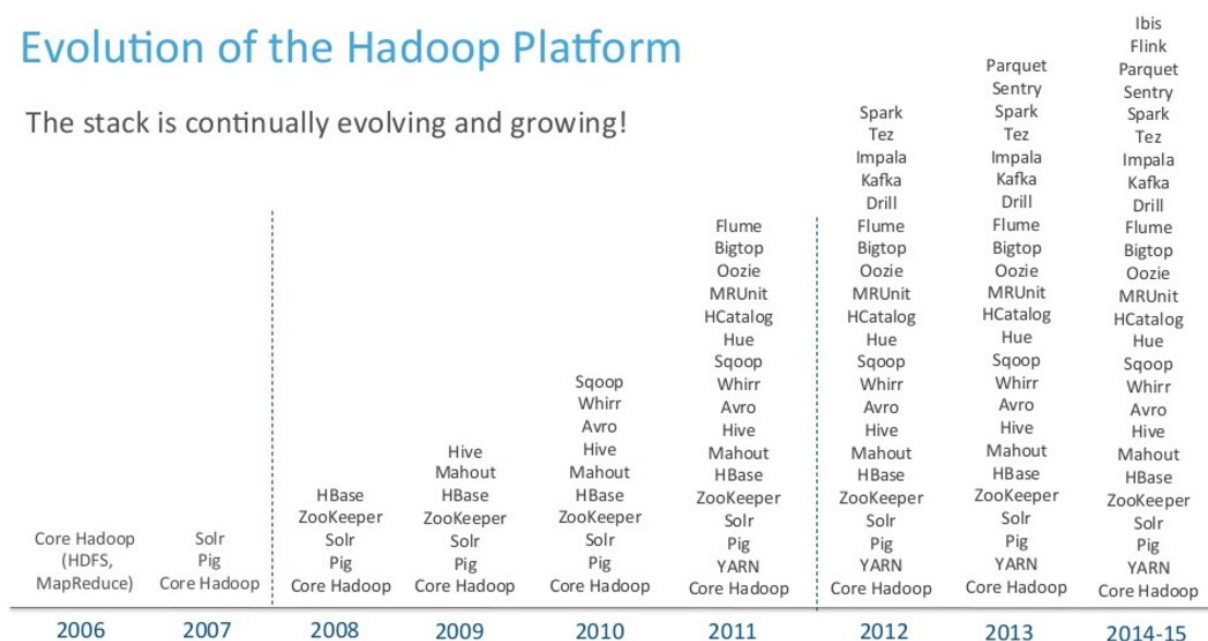 Evolution of the Hadoop Platform
The stack is continually evolving and growing!
Core Hadoop
(HDFS,
MapReduce)
2006
Solr
Pig
Core Hadoop
2007
HBase
ZooKeeper
Solr
Pig
Core Hadoop
2008
Hive
Mahout
HBase
ZooKeeper
Solr
Pig
Core Hadoop
2009
Sqoop
Whirr
Avro
Hive
Mahout
HBase
ZooKeeper
Solr
Pig
Core Hadoop
2010
Flume
Bigtop
Oozie
MRUnit
HCatalog
Hue
Sqoop
Whirr
Avro
Hive
Mahout
HBase
ZooKeeper
Solr
Pig
YARN
Core Hadoop
2011
Spark
Tez
Impala
Kafka
Drill
Flume
Bigtop
Oozie
MRUnit
HCatalog
Hue
Sqoop
Whirr
Avro
Hive
Mahout
HBase
ZooKeeper
Solr
Pig
YARN
Core Hadoop
2012
Parquet
Sentry
Spark
Tez
Impala
Kafka
Drill
Flume
Bigtop
Oozie
MRUnit
HCatalog
Hue
Sqoop
Whirr
Avro
Hive
Mahout
HBase
ZooKeeper
Solr
Pig
YARN
Core Hadoop
2013
Ibis
Flink
Parquet
Sentry
Spark
Tez
Impala
Kafka
Drill
Flume
Bigtop
Oozie
MRUnit
HCatalog
Hue
Sqoop
Whirr
Avro
Hive
Mahout
HBase
ZooKeeper
Solr
Pig
YARN
Core Hadoop
2014-15